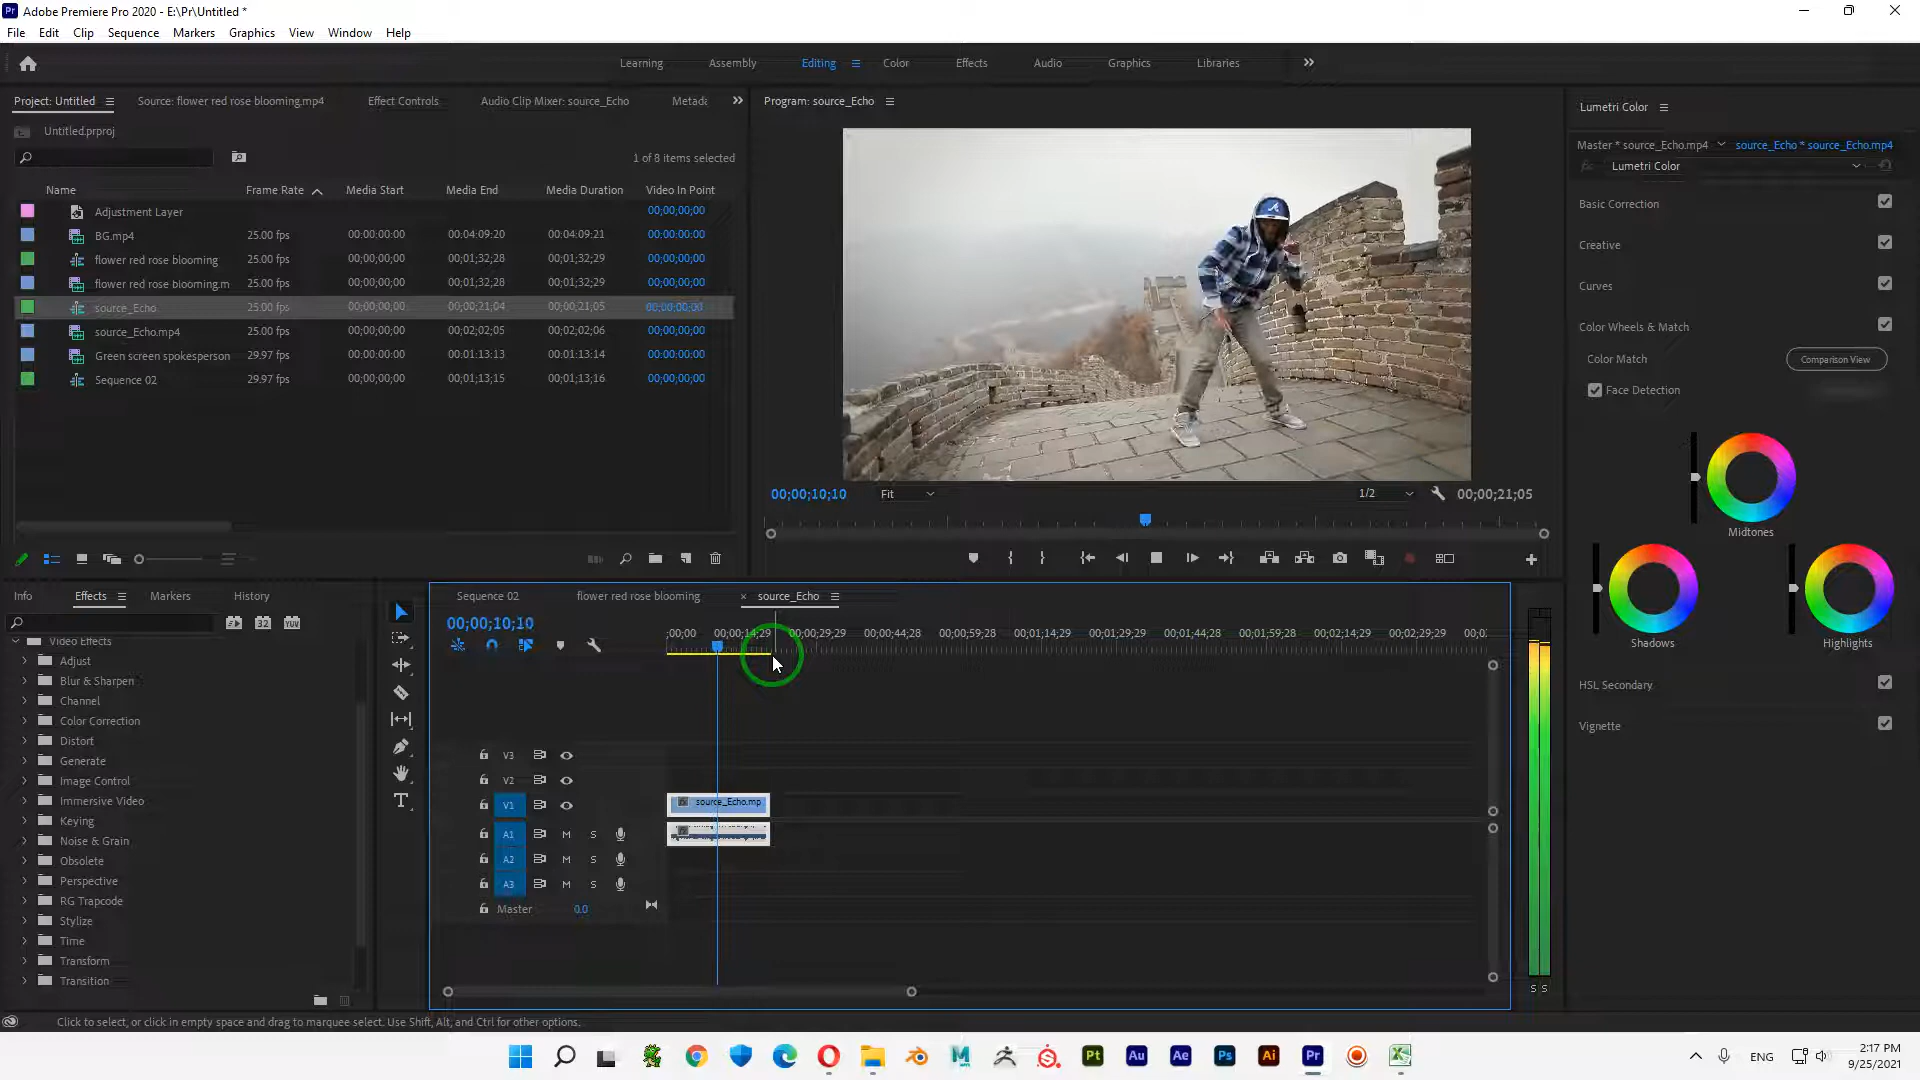 Pr Adobe Premiere Pro 2020 - E:\Pr\Untitled *
File Edit Clip Sequence Markers Graphics View Window Help
Learning Assembly Editing Color Effects Audio Graphics Libraries
Project: Untitled Source: flower red rose blooming.mp4 Effect Controls Audio Clip Mixer: source_Echo Metada Program: source_Echo
Lumetri Color
Untitled.prproj
Master * source_Echo.mp4 source_Echo * source_Echo.mp4
1 of 8 items selected
fx Lumetri Color
Name Frame Rate Media Start Media End Media Duration Video In Point
Adjustment Layer 00;00;00;00
BG.mp4 25.00 fps 00:00:00:00 00:04:09:20 00:04:09:21 00:00:00:00
flower red rose blooming 25.00 fps 00;00;00;00 00;01;32;28 00;01;32;29 00;00;00;00
flower red rose blooming.m 25.00 fps 00;00;00;00 00;01;32;28 00;01;32;29 00;00;00;00
source_Echo 25.00 fps 00;00;00;00 00;00;21;04 00;00;21;05 00;00;00;00
source_Echo.mp4 25.00 fps 00;00;00;00 00;02;02;05 00;02;02;06 00;00;00;00
Green screen spokesperson 29.97 fps 00:00:00:00 00:01:13:13 00:01:13:14 00:00:00:00
Sequence 02 29.97 fps 00;00;00;00 00;01;13;15 00;01;13;16 00;00;00;00
Basic Correction
Creative
Curves
Color Wheels & Match
Color Match Comparison View
Face Detection
Midtones
Shadows Highlights
HSL Secondary
Vignette
00;00;10;10 Fit 1/2 00;00;21;05
Info Effects Markers History
Video Effects
Adjust
Blur & Sharpen
Channel
Color Correction
Distort
Generate
Image Control
Immersive Video
Keying
Noise & Grain
Obsolete
Perspective
RG Trapcode
Stylize
Time
Transform
Transition
Sequence 02 flower red rose blooming × source_Echo
00;00;10;10
;00;00 00;00;14;29 00;00;29;29 00;00;44;28 00;00;59;28 00;01;14;29 00;01;29;29 00;01;44;28 00;01;59;28 00;02;14;29 00;02;29;29
V3
V2
V1 source_Echo.mp
A1 M S
A2 M S
A3 M S
Master 0.0
S S
Click to select, or click in empty space and drag to marquee select. Use Shift, Alt, and Ctrl for other options.
Pt Au Ae Ps Ai Pr
ENG
2:17 PM
9/25/2021